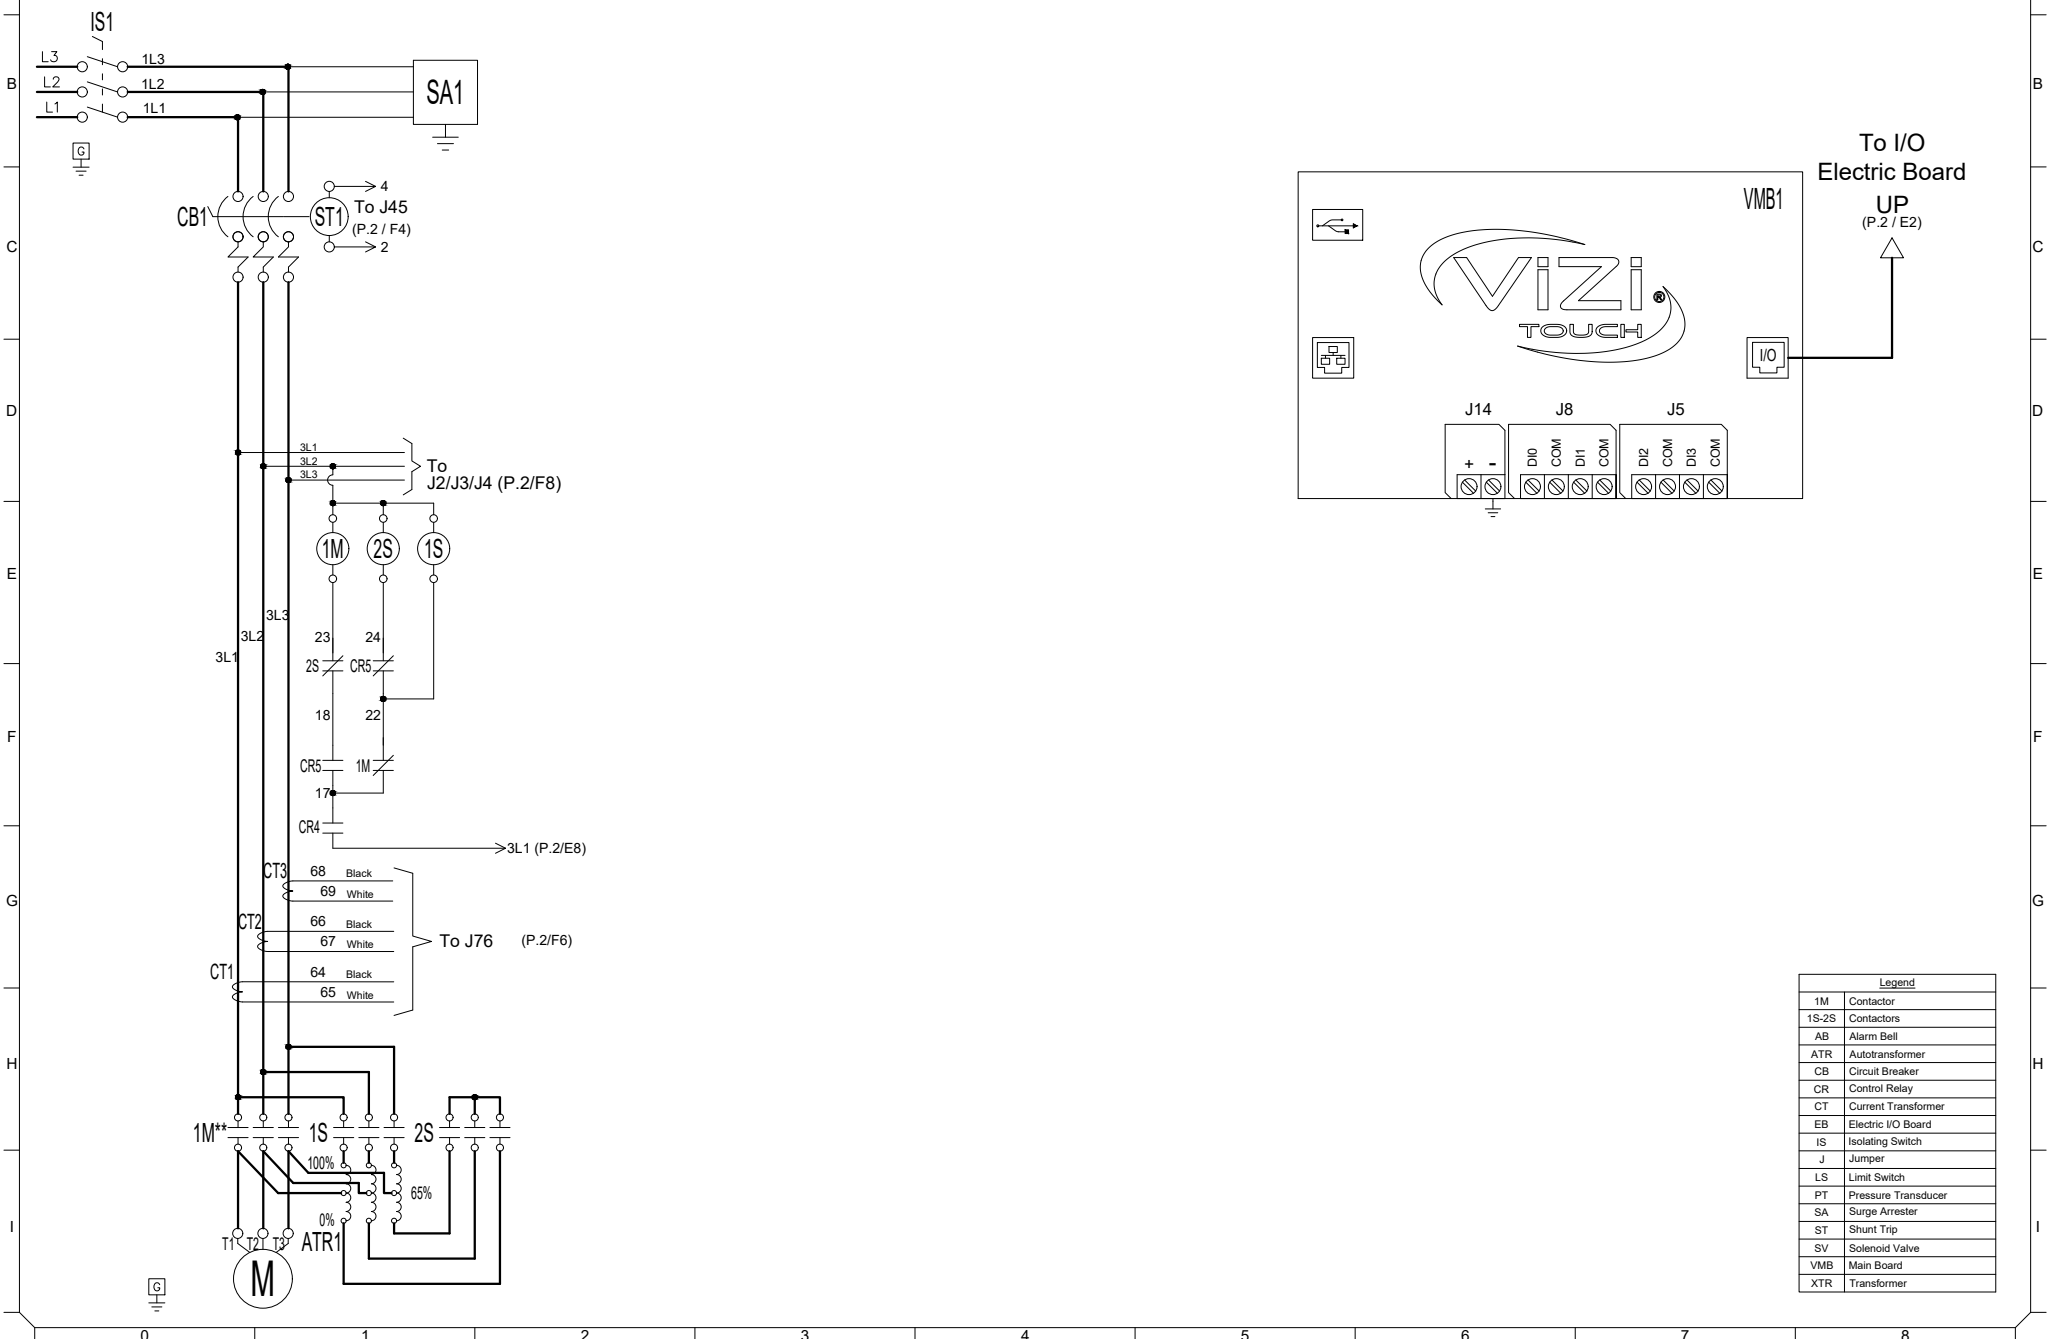 IS1
L3
1L3
L2
1L2
L1
1L1
SA1
G
B
B
CB1
ST1
4
To J45
(P.2 / F4)
2
C
C
To I/O
Electric Board
UP
(P.2 / E2)
VMB1
ViZi
®
TOUCH
I/O
J14
J8
J5
+
-
DI0
COM
DI1
COM
DI2
COM
DI3
COM
D
D
3L1
3L2
3L3
To
J2/J3/J4 (P.2/F8)
1M
2S
1S
E
E
3L3
3L2
3L1
23
24
2S
CR5
18
22
F
F
CR5
1M
17
CR4
3L1 (P.2/E8)
CT3
68 Black
69 White
G
G
CT2
66 Black
67 White
To J76
(P.2/F6)
CT1
64 Black
65 White
H
H
1M**
1S
2S
100%
65%
0%
ATR1
I
I
T1
T2
T3
M
G
Legend
1M Contactor
1S-2S Contactors
AB Alarm Bell
ATR Autotransformer
CB Circuit Breaker
CR Control Relay
CT Current Transformer
EB Electric I/O Board
IS Isolating Switch
J Jumper
LS Limit Switch
PT Pressure Transducer
SA Surge Arrester
ST Shunt Trip
SV Solenoid Valve
VMB Main Board
XTR Transformer
0 1 2 3 4 5 6 7 8